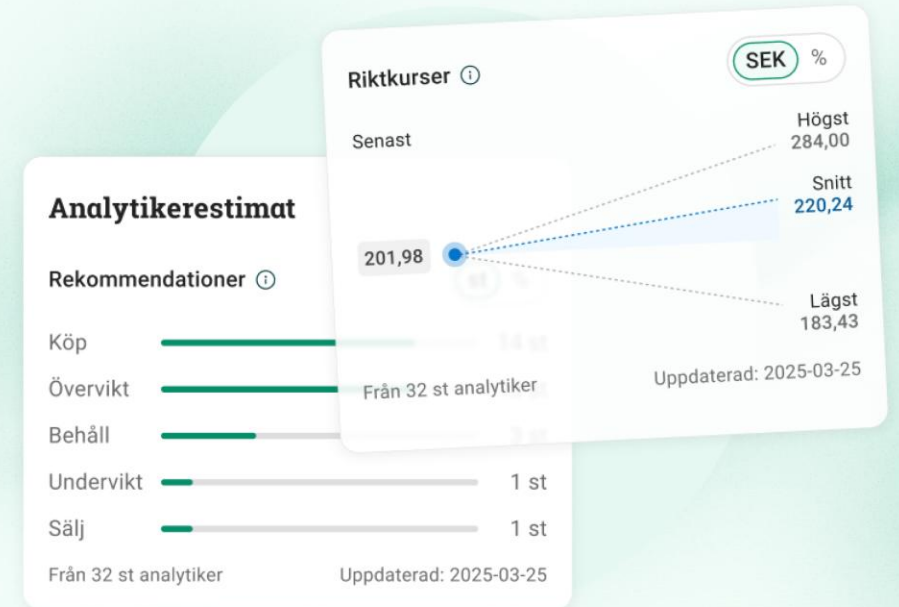 Riktkurser
SEK %
Senast
Högst
284,00
Snitt
220,24
201,98
Lägst
183,43
Från 32 st analytiker
Uppdaterad: 2025-03-25
Analytikerestimat
Rekommendationer
Köp
Övervikt
Behåll
Undervikt 1 st
Sälj 1 st
Från 32 st analytiker
Uppdaterad: 2025-03-25